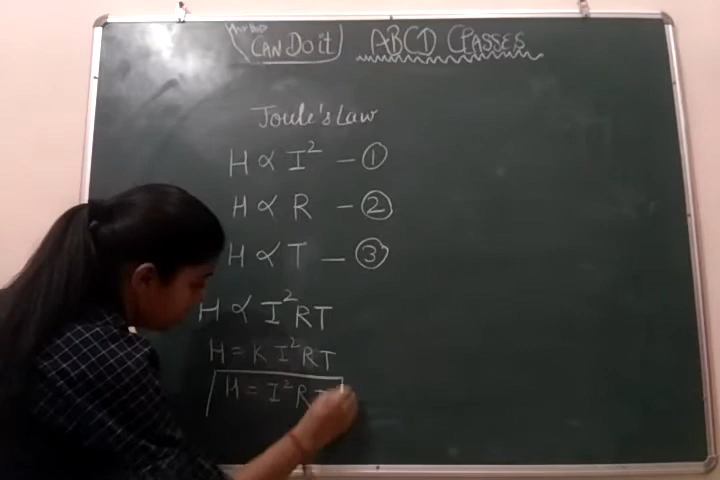 CAN DO it ABCD CLASSES
Joule's Law
H ∝ I² – ①
H ∝ R – ②
H ∝ T – ③
H ∝ I²RT
H = K I²RT
H = I²R